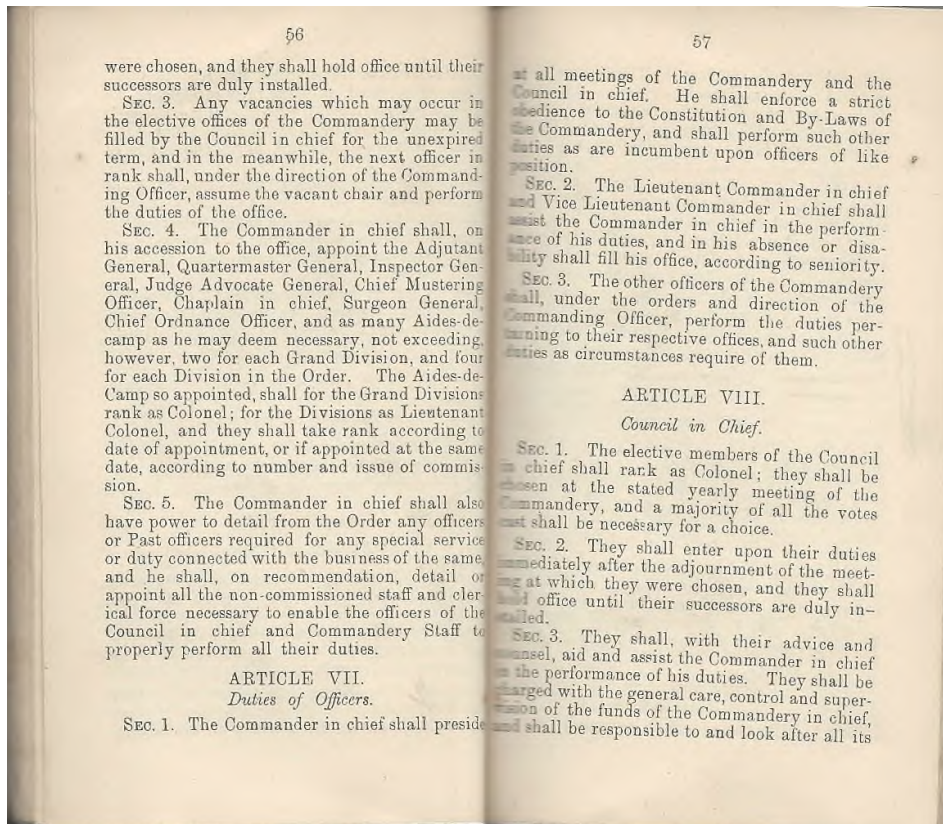 56
were chosen, and they shall hold office until their
successors are duly installed.
SEC. 3. Any vacancies which may occur in
the elective offices of the Commandery may be
filled by the Council in chief for the unexpired
term, and in the meanwhile, the next officer in
rank shall, under the direction of the Command-
ing Officer, assume the vacant chair and perform
the duties of the office.
SEC. 4. The Commander in chief shall, on
his accession to the office, appoint the Adjutant
General, Quartermaster General, Inspector Gen-
eral, Judge Advocate General, Chief Mustering
Officer, Chaplain in chief, Surgeon General,
Chief Ordnance Officer, and as many Aides-de-
camp as he may deem necessary, not exceeding,
however, two for each Grand Division, and four
for each Division in the Order. The Aides-de-
Camp so appointed, shall for the Grand Divisions
rank as Colonel; for the Divisions as Lieutenant
Colonel, and they shall take rank according to
date of appointment, or if appointed at the same
date, according to number and issue of commis-
sion.
SEC. 5. The Commander in chief shall also
have power to detail from the Order any officers
or Past officers required for any special service
or duty connected with the business of the same,
and he shall, on recommendation, detail or
appoint all the non-commissioned staff and cler-
ical force necessary to enable the officers of the
Council in chief and Commandery Staff to
properly perform all their duties.
ARTICLE VII.
Duties of Officers.
SEC. 1. The Commander in chief shall preside
57
at all meetings of the Commandery and the
Council in chief. He shall enforce a strict
obedience to the Constitution and By-Laws of
the Commandery, and shall perform such other
duties as are incumbent upon officers of like
position.
SEC. 2. The Lieutenant Commander in chief
and Vice Lieutenant Commander in chief shall
assist the Commander in chief in the perform-
ance of his duties, and in his absence or disa-
bility shall fill his office, according to seniority.
SEC. 3. The other officers of the Commandery
shall, under the orders and direction of the
Commanding Officer, perform the duties per-
taining to their respective offices, and such other
duties as circumstances require of them.
ARTICLE VIII.
Council in Chief.
SEC. 1. The elective members of the Council
in chief shall rank as Colonel; they shall be
chosen at the stated yearly meeting of the
Commandery, and a majority of all the votes
cast shall be necessary for a choice.
SEC. 2. They shall enter upon their duties
immediately after the adjournment of the meet-
ing at which they were chosen, and they shall
hold office until their successors are duly in-
stalled.
SEC. 3. They shall, with their advice and
counsel, aid and assist the Commander in chief
in the performance of his duties. They shall be
charged with the general care, control and super-
vision of the funds of the Commandery in chief,
and shall be responsible to and look after all its